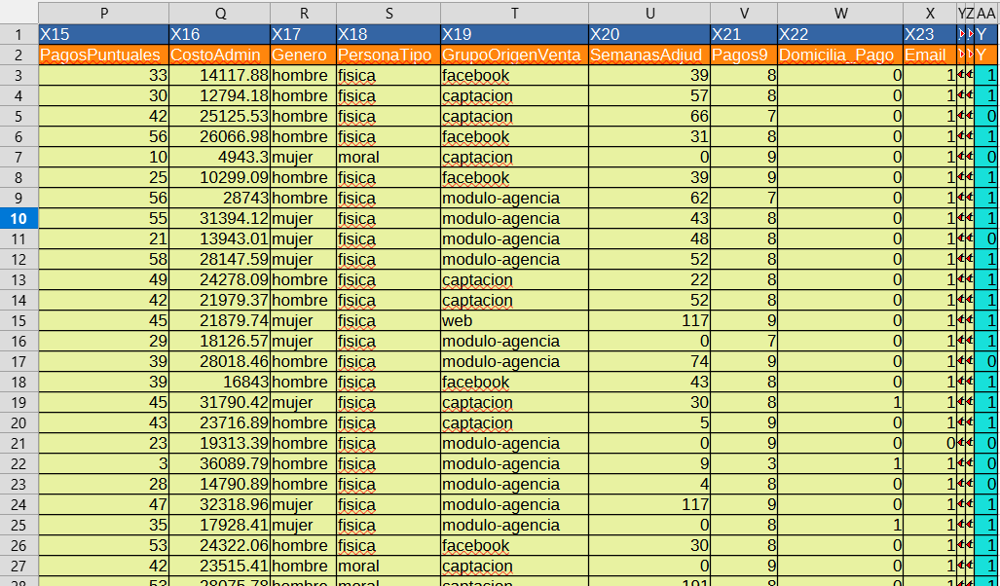 P Q R S T U V W X Y Z AA
1 X15 X16 X17 X18 X19 X20 X21 X22 X23 Y
2 PagosPuntuales CostoAdmin Genero PersonaTipo GrupoOrigenVenta SemanasAdjud Pagos9 Domicilia_Pago Email Y
3 33 14117.88 hombre fisica facebook 39 8 0 1 1
4 30 12794.18 hombre fisica captacion 57 8 0 1 1
5 42 25125.53 hombre fisica captacion 66 7 0 1 0
6 56 26066.98 hombre fisica facebook 31 8 0 1 1
7 10 4943.3 mujer moral captacion 0 9 0 1 0
8 25 10299.09 hombre fisica facebook 39 9 0 1 1
9 56 28743 hombre fisica modulo-agencia 62 7 0 1 1
10 55 31394.12 mujer fisica modulo-agencia 43 8 0 1 1
11 21 13943.01 mujer fisica modulo-agencia 48 8 0 1 0
12 58 28147.59 mujer fisica modulo-agencia 52 8 0 1 1
13 49 24278.09 hombre fisica captacion 22 8 0 1 1
14 42 21979.37 hombre fisica captacion 52 8 0 1 1
15 45 21879.74 mujer fisica web 117 9 0 1 1
16 29 18126.57 mujer fisica modulo-agencia 0 7 0 1 1
17 39 28018.46 hombre fisica modulo-agencia 74 9 0 1 0
18 39 16843 hombre fisica facebook 43 8 0 1 1
19 45 31790.42 mujer fisica captacion 30 8 1 1 1
20 43 23716.89 hombre fisica captacion 5 9 0 1 1
21 23 19313.39 hombre fisica modulo-agencia 0 9 0 0 0
22 3 36089.79 hombre fisica modulo-agencia 9 3 1 1 0
23 28 14790.89 hombre fisica modulo-agencia 4 8 0 1 0
24 47 32318.96 mujer fisica modulo-agencia 117 9 0 1 1
25 35 17928.41 mujer fisica modulo-agencia 0 8 1 1 1
26 53 24322.06 hombre fisica facebook 30 8 0 1 1
27 42 23515.41 hombre moral captacion 0 9 0 1 1
28 53 28075.78 hombre moral captacion 191 8 0 1 1